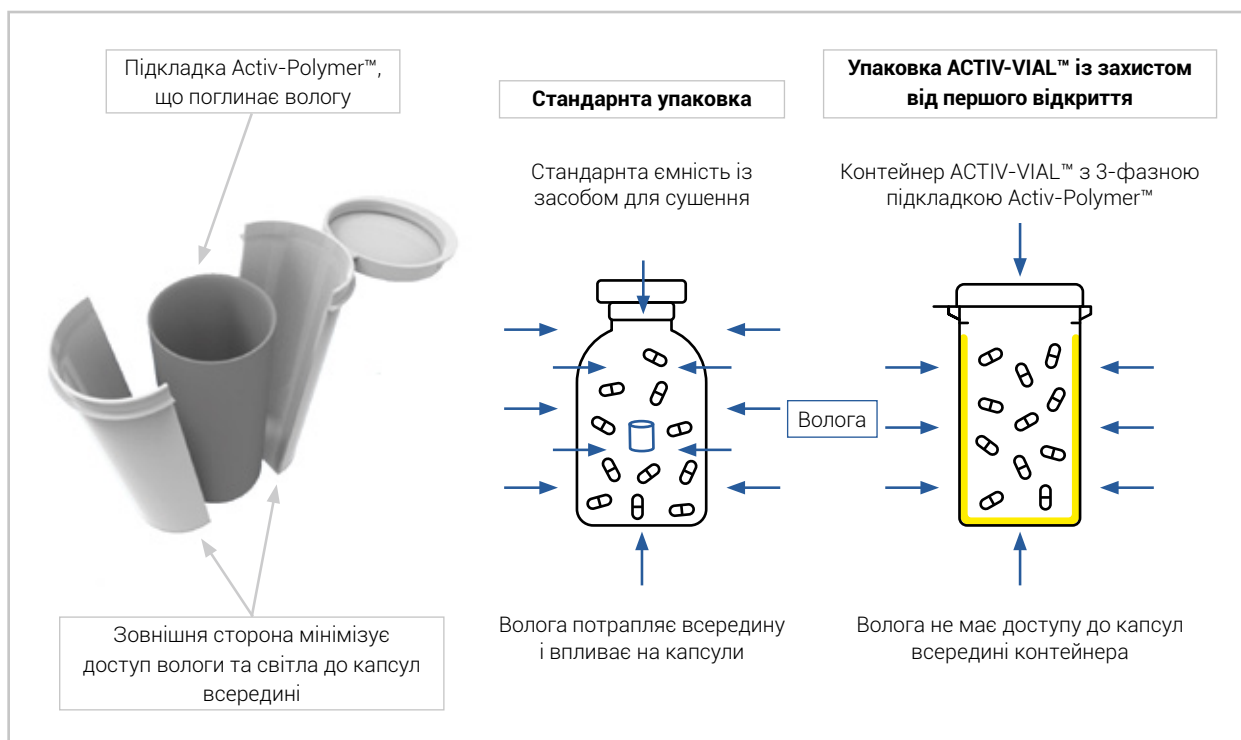 Підкладка Activ-Polymer™,
що поглинає вологу
Зовнішня сторона мінімізує
доступ вологи та світла до капсул
всередині
Стандарнта упаковка
Стандарнта ємність із
засобом для сушення
Волога потрапляє всередину
і впливає на капсули
Волога
Упаковка ACTIV-VIAL™ із захистом
від першого відкриття
Контейнер ACTIV-VIAL™ з 3-фазною
підкладкою Activ-Polymer™
Волога не має доступу до капсул
всередині контейнера